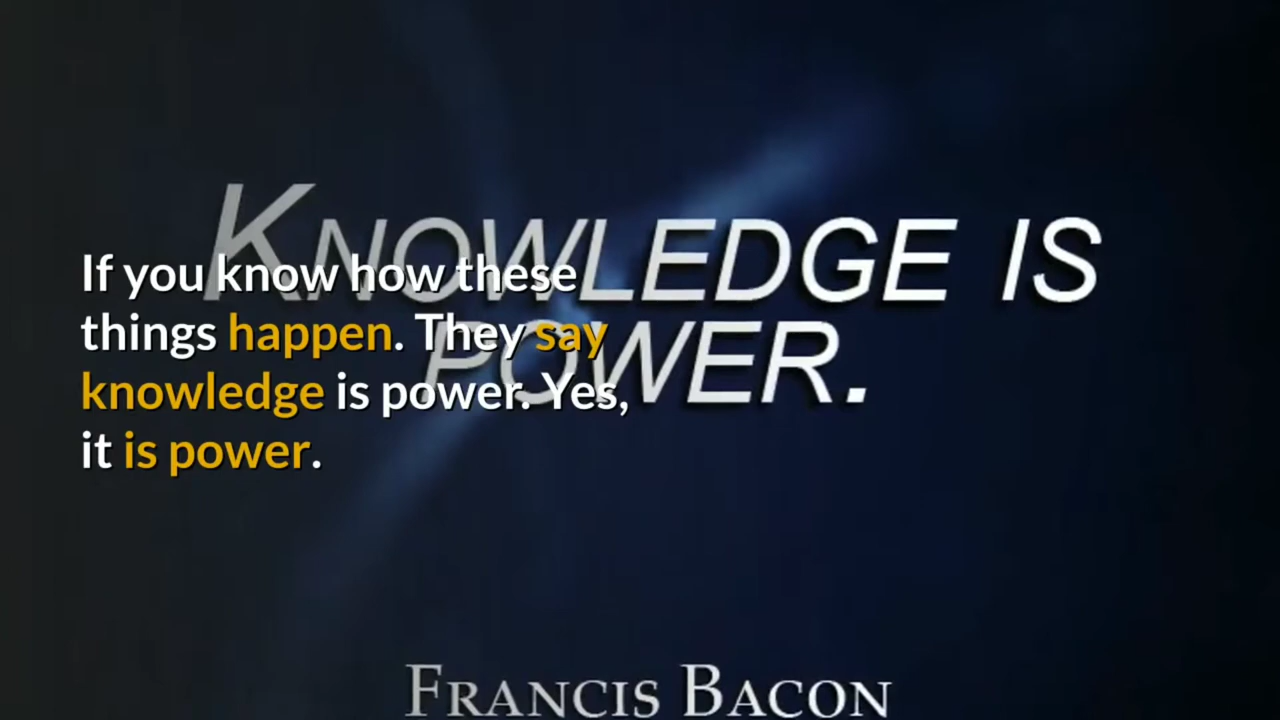 KNOWLEDGE IS
POWER.
If you know how these
things happen. They say
knowledge is power. Yes,
it is power.
FRANCIS BACON